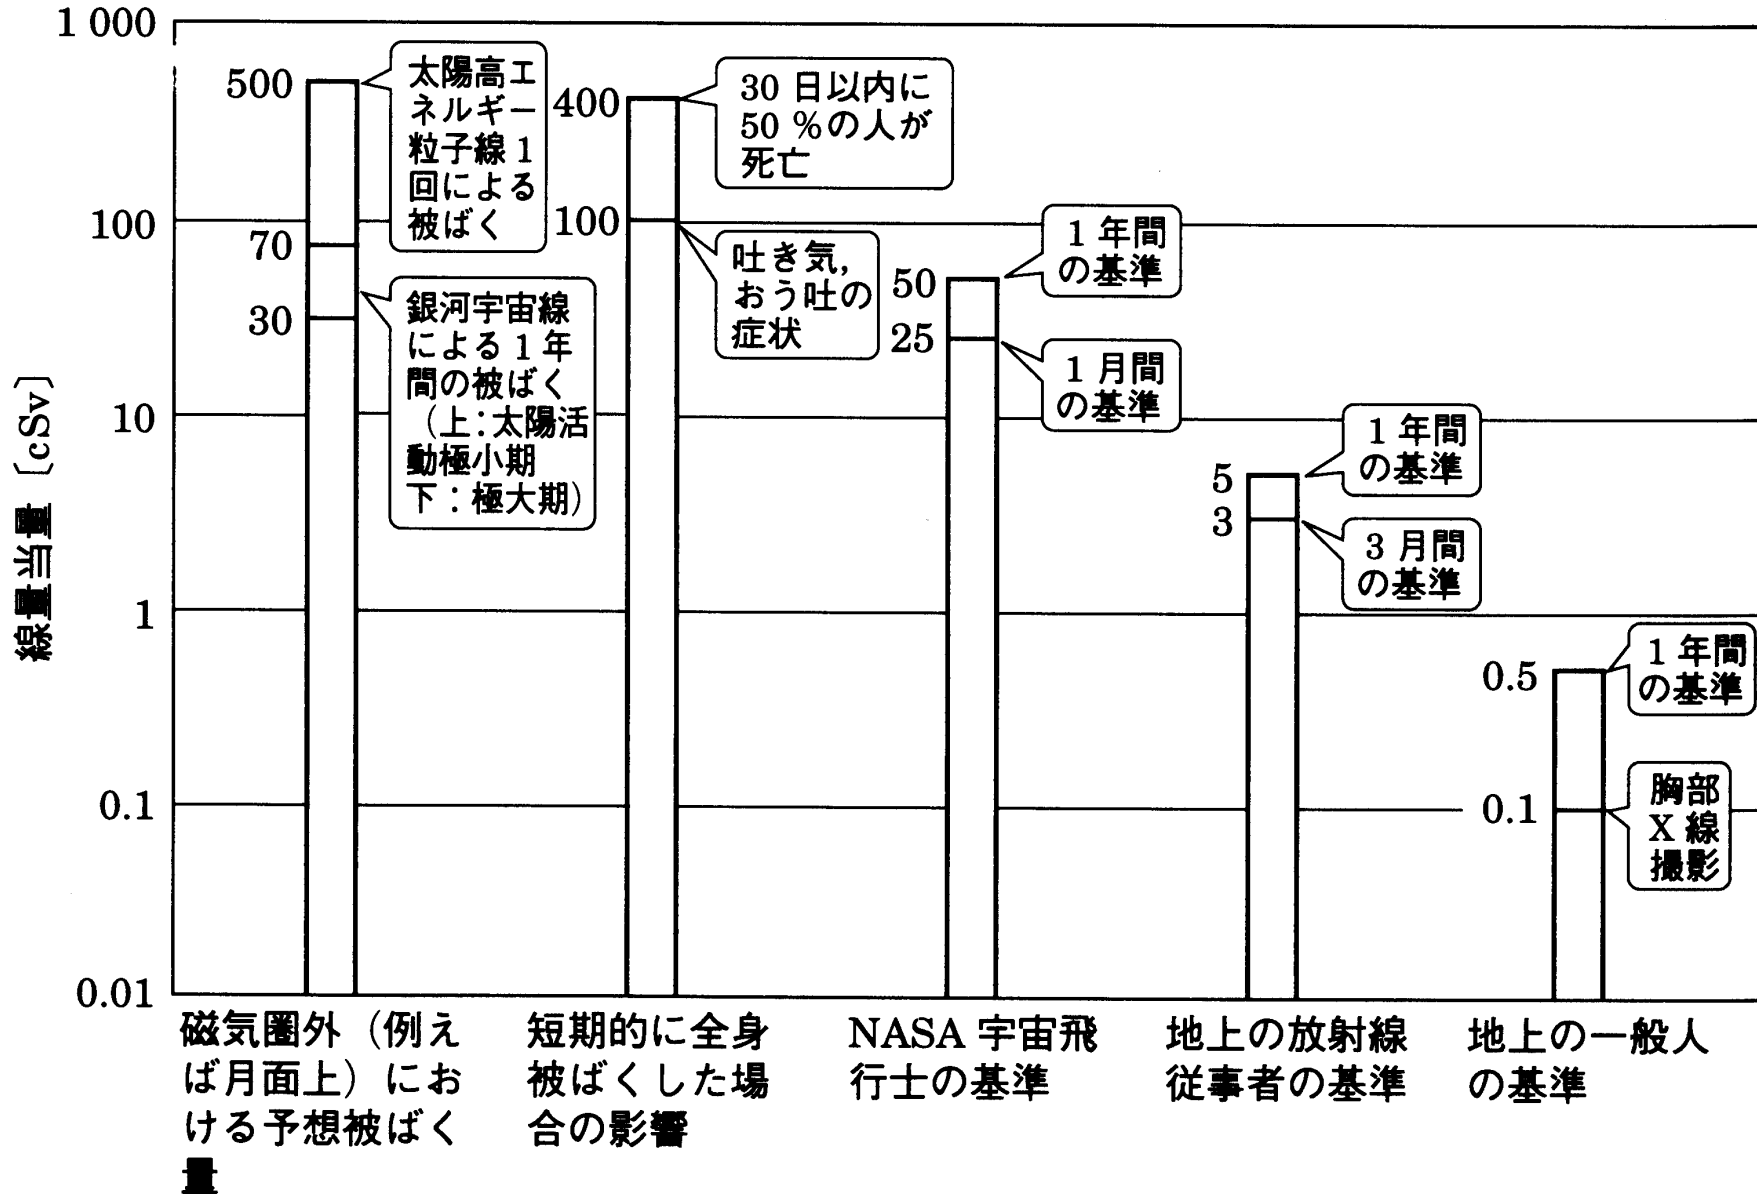 線量当量〔cSv〕
1 000
100
10
1
0.1
0.01
500
70
30
太陽高エ
ネルギー
粒子線 1
回による
被ばく
銀河宇宙線
による 1 年
間の被ばく
（上：太陽活
動極小期
下：極大期）
400
100
30 日以内に
50 %の人が
死亡
吐き気，
おう吐の
症状
50
25
1 年間
の基準
1 月間
の基準
5
3
1 年間
の基準
3 月間
の基準
0.5
0.1
1 年間
の基準
胸部
X 線
撮影
磁気圏外（例え
ば月面上）にお
ける予想被ばく
量
短期的に全身
被ばくした場
合の影響
NASA 宇宙飛
行士の基準
地上の放射線
従事者の基準
地上の一般人
の基準